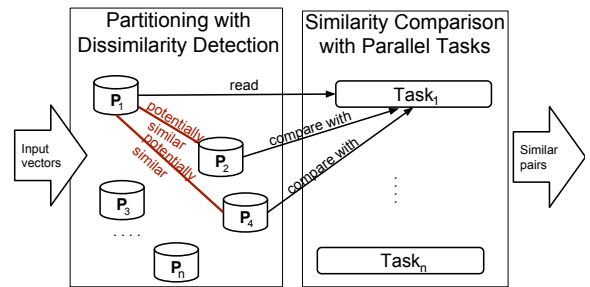 Partitioning with
Dissimilarity Detection
Similarity Comparison
with Parallel Tasks
Input
vectors
P1
read
Task1
potentially
similar
potentially
similar
compare with
P2
compare with
P3
P4
. . . .
Pn
. . . . .
Taskn
Similar
pairs